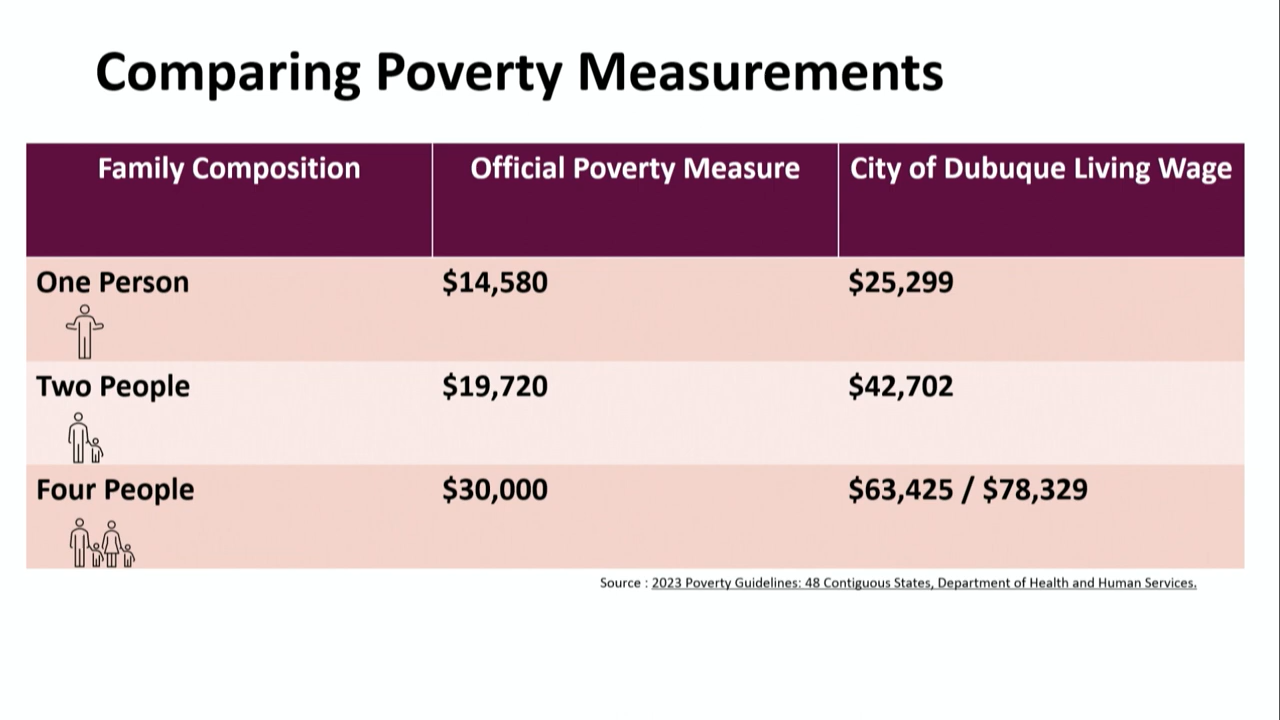 Comparing Poverty Measurements
Family Composition
Official Poverty Measure
City of Dubuque Living Wage
One Person
$14,580
$25,299
Two People
$19,720
$42,702
Four People
$30,000
$63,425 / $78,329
Source : 2023 Poverty Guidelines: 48 Contiguous States, Department of Health and Human Services.